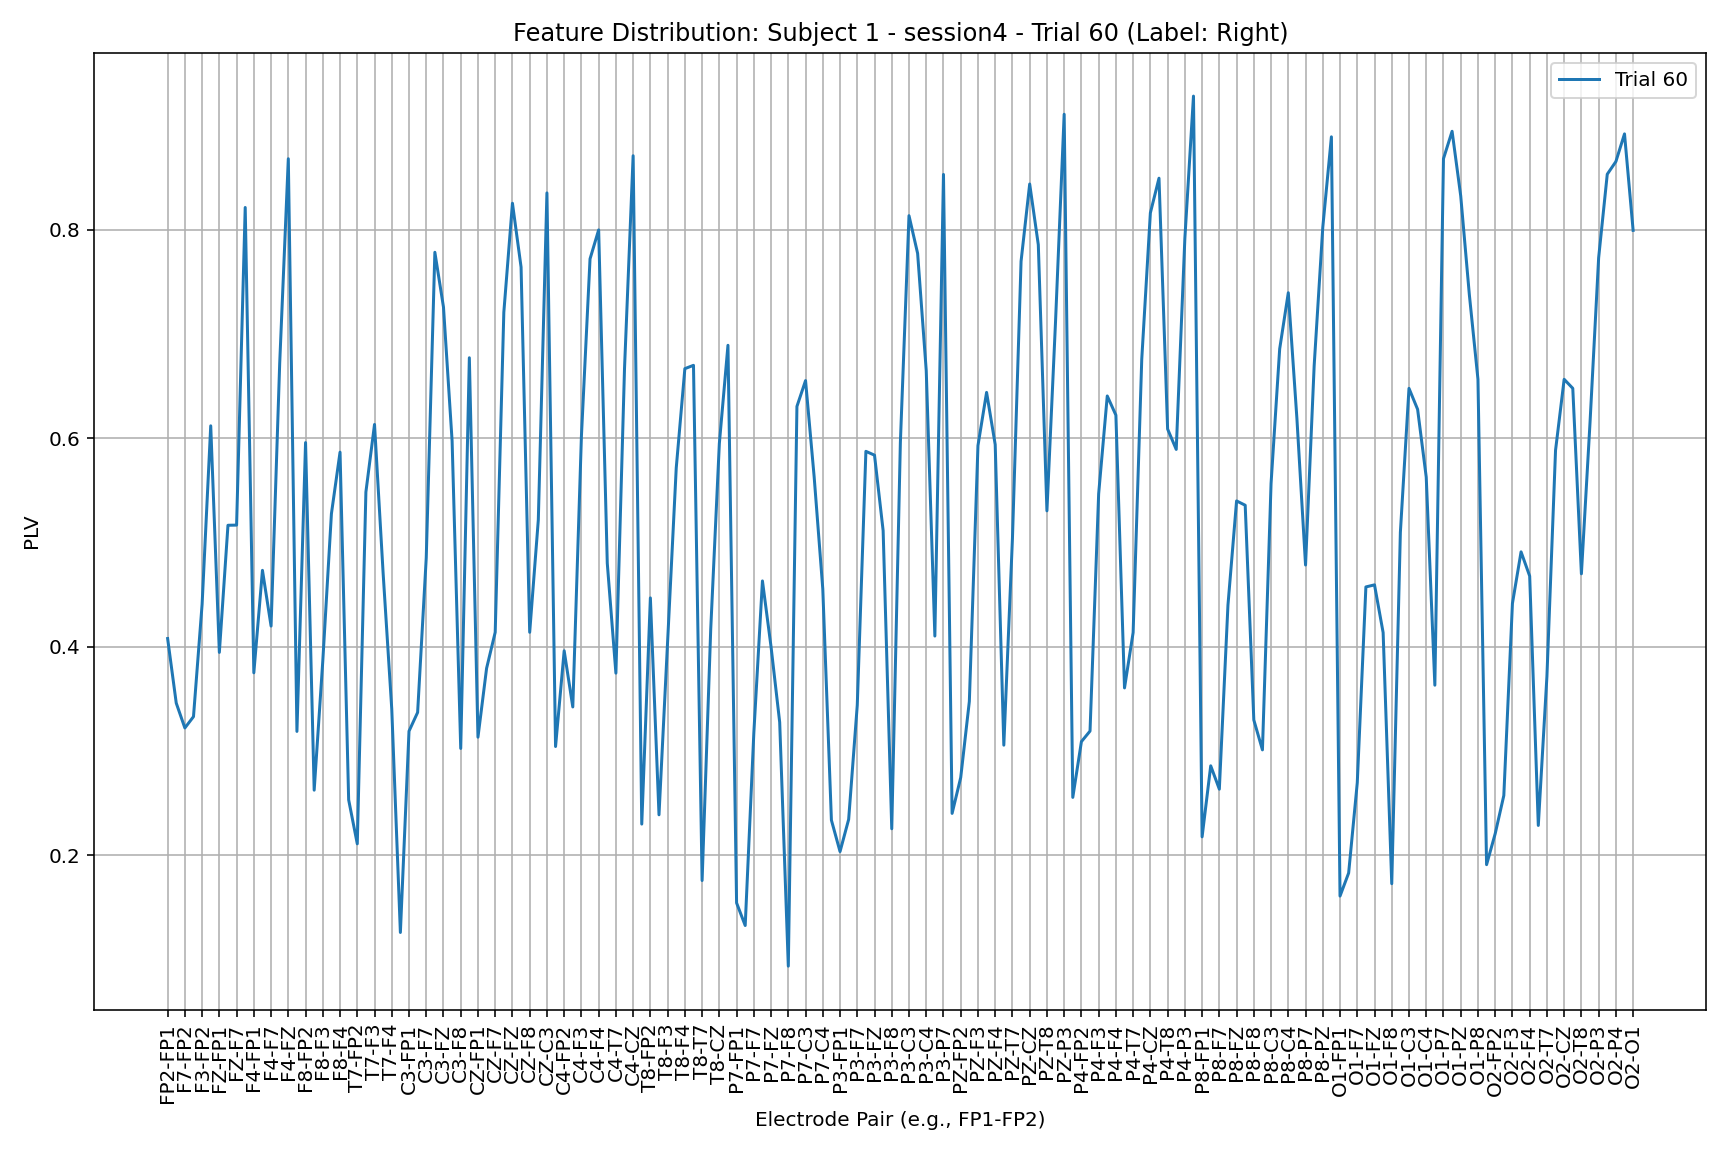 Feature Distribution: Subject 1 - session4 - Trial 60 (Label: Right)
Trial 60
PLV
0.8
0.6
0.4
0.2
FP2-FP1
F7-FP2
F3-FP2
FZ-FP1
FZ-F7
F4-FP1
F4-F7
F4-FZ
F8-FP2
F8-F3
F8-F4
T7-FP2
T7-F3
T7-F4
C3-FP1
C3-F7
C3-FZ
C3-F8
CZ-FP1
CZ-F7
CZ-FZ
CZ-F8
CZ-C3
C4-FP2
C4-F3
C4-F4
C4-T7
C4-CZ
T8-FP2
T8-F3
T8-F4
T8-T7
T8-CZ
P7-FP1
P7-F7
P7-FZ
P7-F8
P7-C3
P7-C4
P3-FP1
P3-F7
P3-FZ
P3-F8
P3-C3
P3-C4
P3-P7
PZ-FP2
PZ-F3
PZ-F4
PZ-T7
PZ-CZ
PZ-T8
PZ-P3
P4-FP2
P4-F3
P4-F4
P4-T7
P4-CZ
P4-T8
P4-P3
P8-FP1
P8-F7
P8-FZ
P8-F8
P8-C3
P8-C4
P8-P7
P8-PZ
O1-FP1
O1-F7
O1-FZ
O1-F8
O1-C3
O1-C4
O1-P7
O1-PZ
O1-P8
O2-FP2
O2-F3
O2-F4
O2-T7
O2-CZ
O2-T8
O2-P3
O2-P4
O2-O1
Electrode Pair (e.g., FP1-FP2)